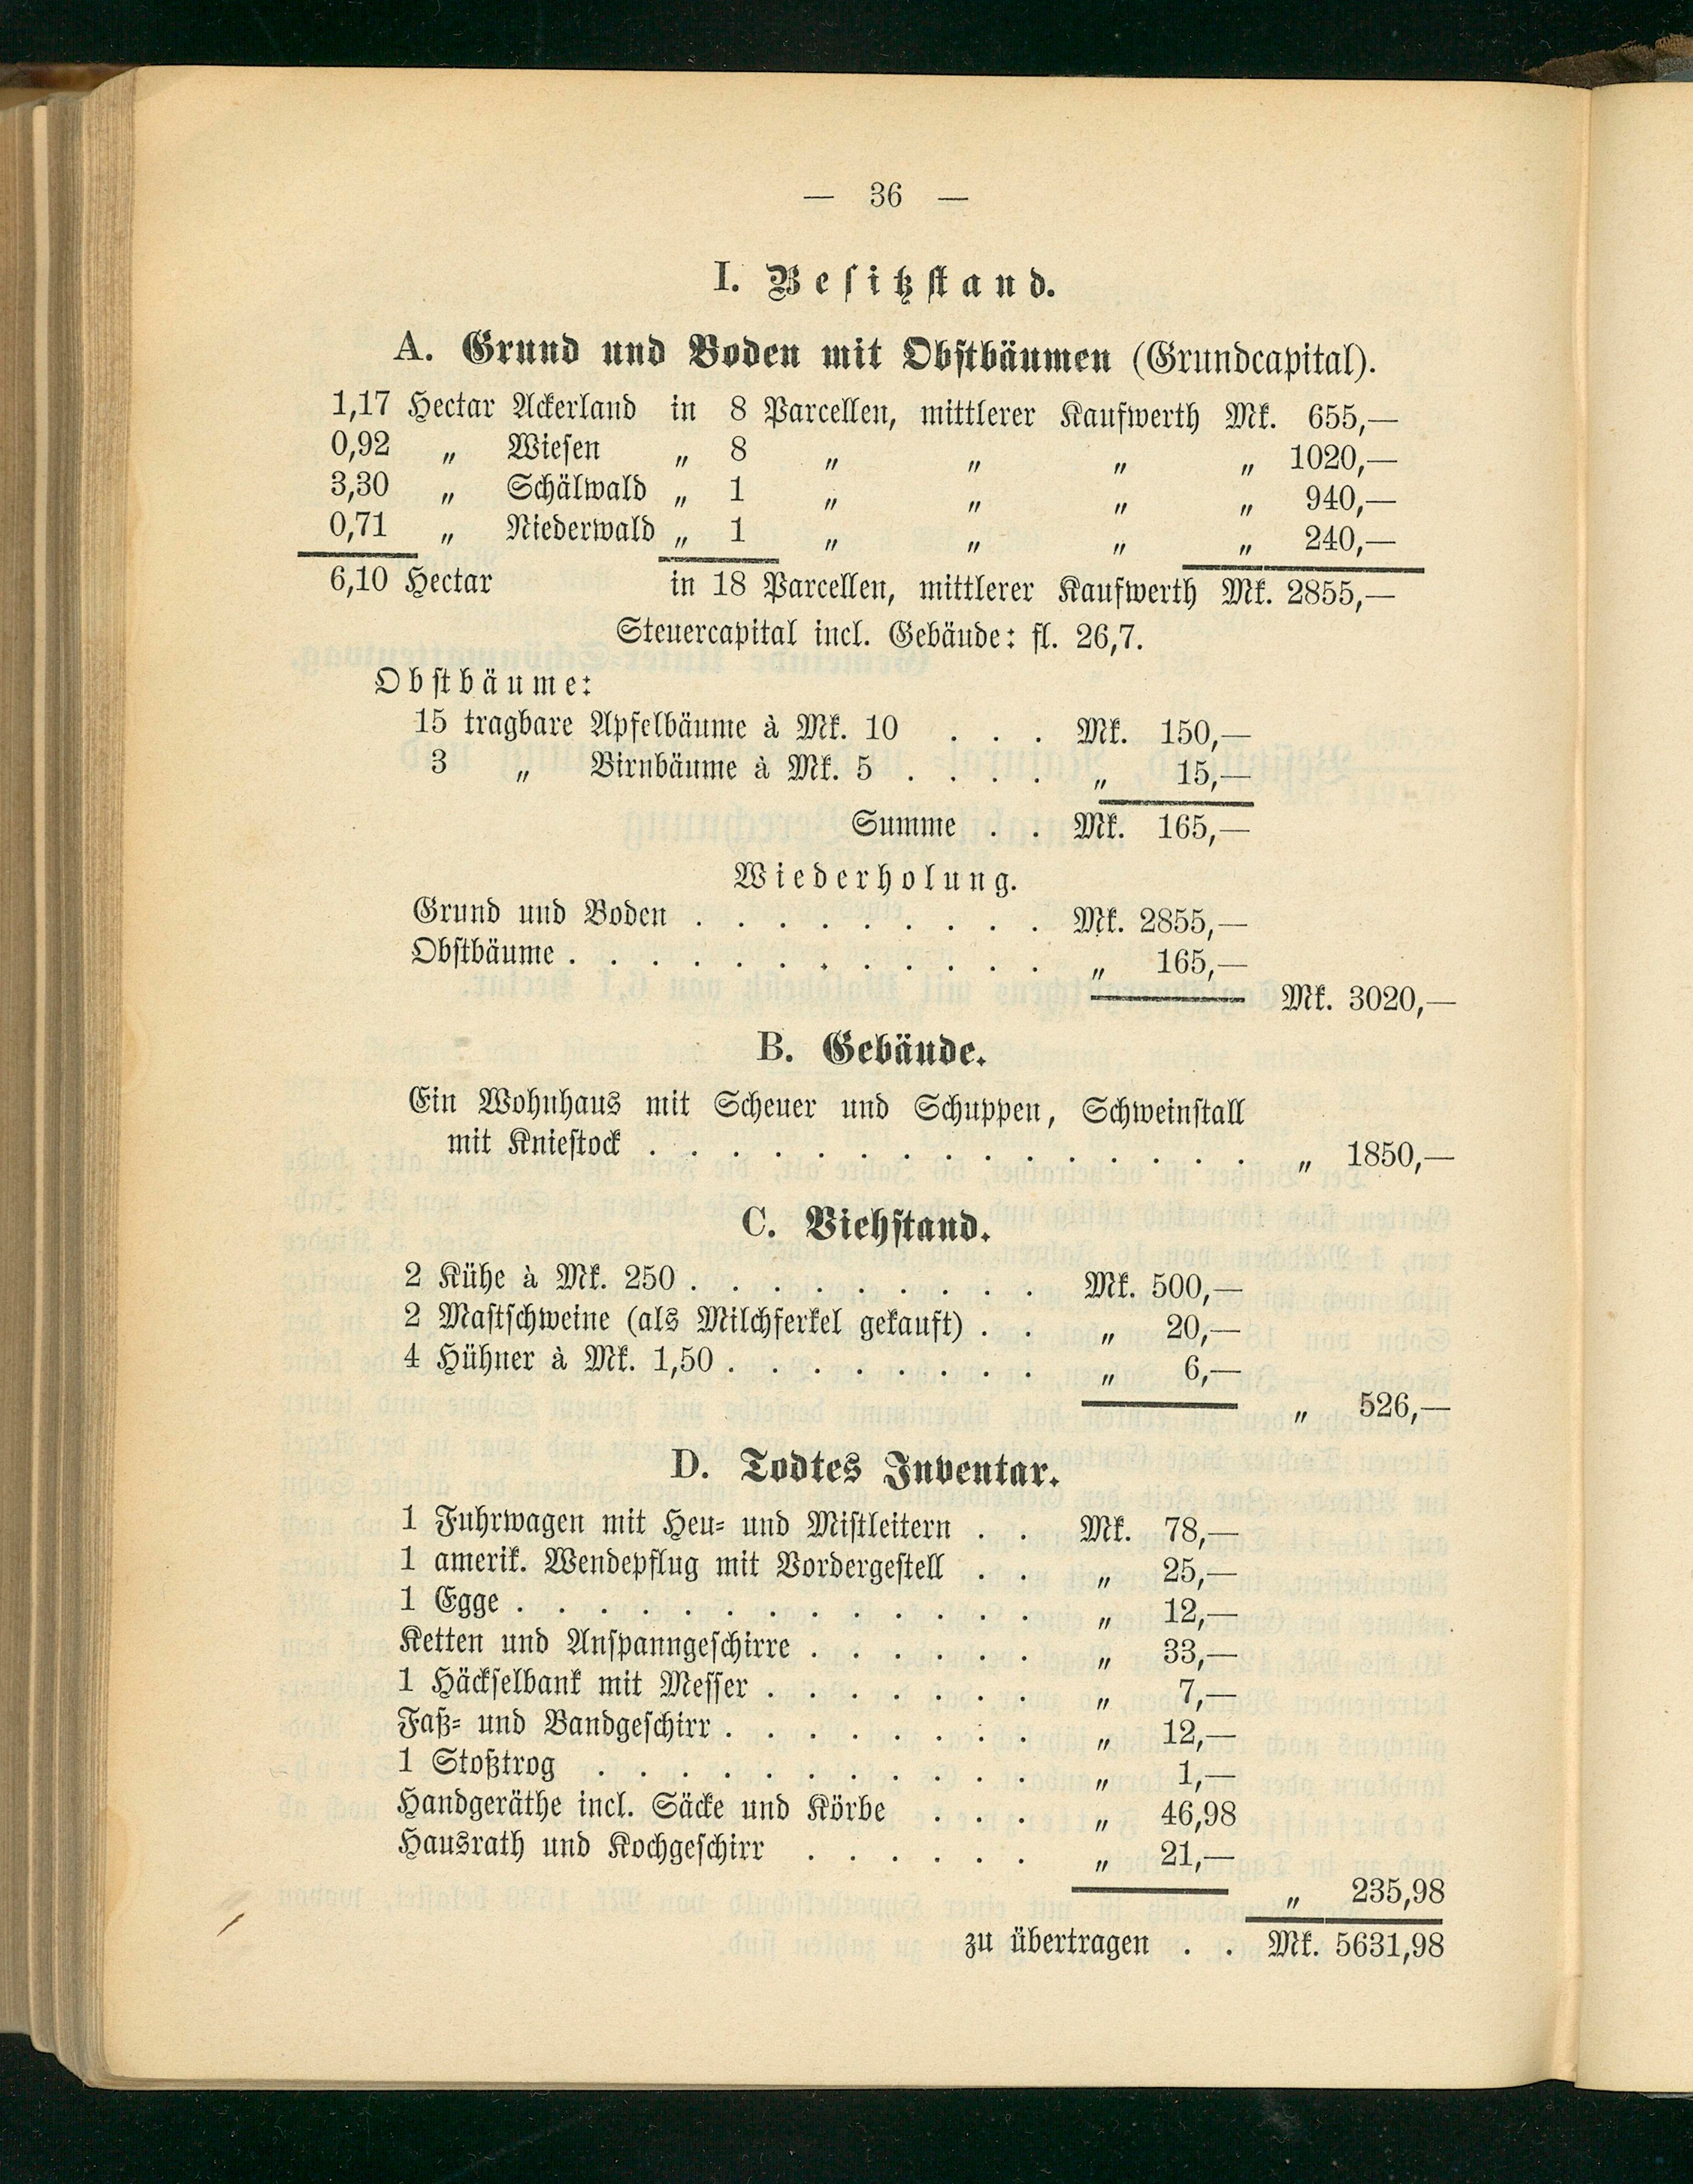 — 36 —
I. Besitzstand.
A. Grund und Boden mit Obstbäumen (Grundcapital).
1,17 Hectar Ackerland in 8 Parcellen, mittlerer Kaufwerth Mk. 655,—
0,92 „ Wiesen „ 8 „ „ „ „ 1020,—
3,30 „ Schälwald „ 1 „ „ „ „ 940,—
0,71 „ Niederwald „ 1 „ „ „ „ 240,—
6,10 Hectar in 18 Parcellen, mittlerer Kaufwerth Mk. 2855,—
Steuercapital incl. Gebäude: fl. 26,7.
Obstbäume:
15 tragbare Apfelbäume à Mk. 10 . . . Mk. 150,—
3 „ Birnbäume à Mk. 5 . . . . „ 15,—
Summe . . Mk. 165,—
Wiederholung.
Grund und Boden . . . . . . . . . Mk. 2855,—
Obstbäume . . . . . . . . . . . . „ 165,—
Mk. 3020,—
B. Gebäude.
Ein Wohnhaus mit Scheuer und Schuppen, Schweinstall
mit Kniestock . . . . . . . . . . . . . . . „ 1850,—
C. Viehstand.
2 Kühe à Mk. 250 . . . . . . . . . Mk. 500,—
2 Mastschweine (als Milchferkel gekauft) . . „ 20,—
4 Hühner à Mk. 1,50 . . . . . . . . „ 6,—
„ 526,—
D. Todtes Inventar.
1 Fuhrwagen mit Heu- und Mistleitern . . Mk. 78,—
1 amerik. Wendepflug mit Vordergestell . . „ 25,—
1 Egge . . . . . . . . . . . . . „ 12,—
Ketten und Anspanngeschirre . . . . . . „ 33,—
1 Häckselbank mit Messer . . . . . . . „ 7,—
Faß- und Bandgeschirr . . . . . . . . „ 12,—
1 Stoßtrog . . . . . . . . . . . „ 1,—
Handgeräthe incl. Säcke und Körbe . . . „ 46,98
Hausrath und Kochgeschirr . . . . . . „ 21,—
„ 235,98
zu übertragen . . Mk. 5631,98